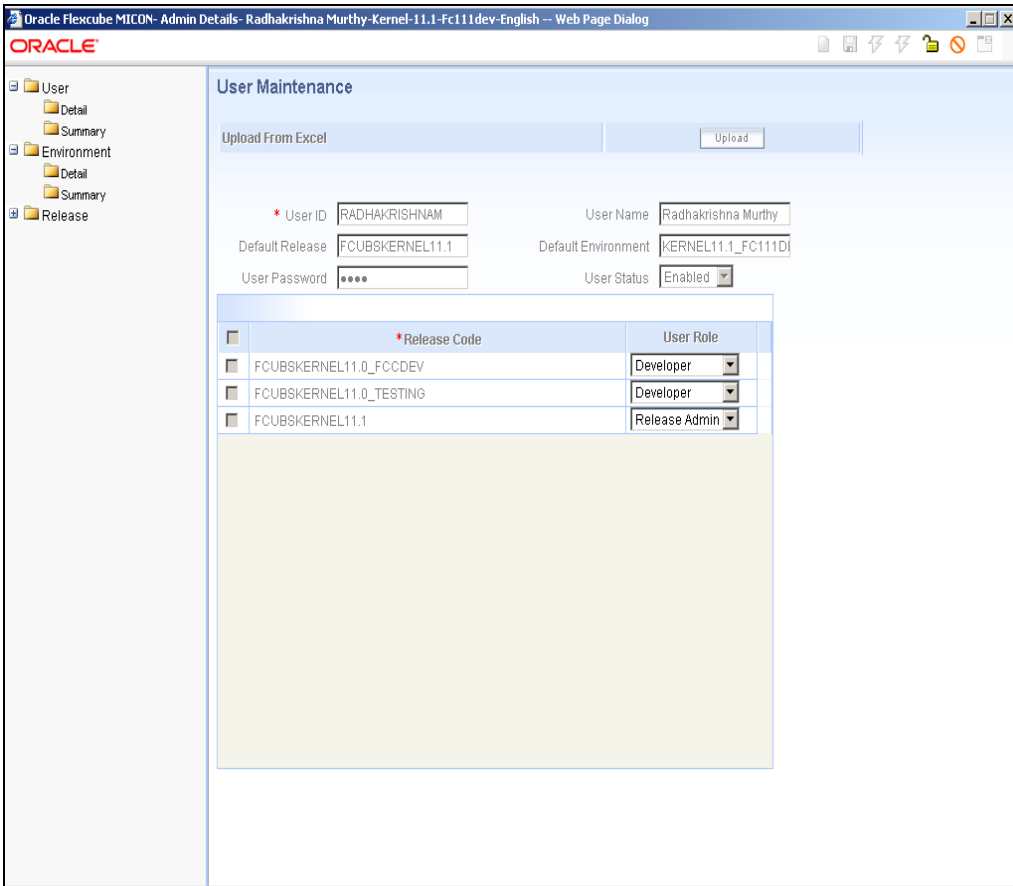 Oracle Flexcube MICON- Admin Details- Radhakrishna Murthy-Kernel-11.1-Fc111dev-English -- Web Page Dialog
ORACLE
User
Detail
Summary
Environment
Detail
Summary
Release
User Maintenance
Upload From Excel
Upload
* User ID RADHAKRISHNAM User Name Radhakrishna Murthy
Default Release FCUBSKERNEL11.1 Default Environment KERNEL11.1_FC111D
User Password •••• User Status Enabled
*Release Code User Role
FCUBSKERNEL11.0_FCCDEV Developer
FCUBSKERNEL11.0_TESTING Developer
FCUBSKERNEL11.1 Release Admin